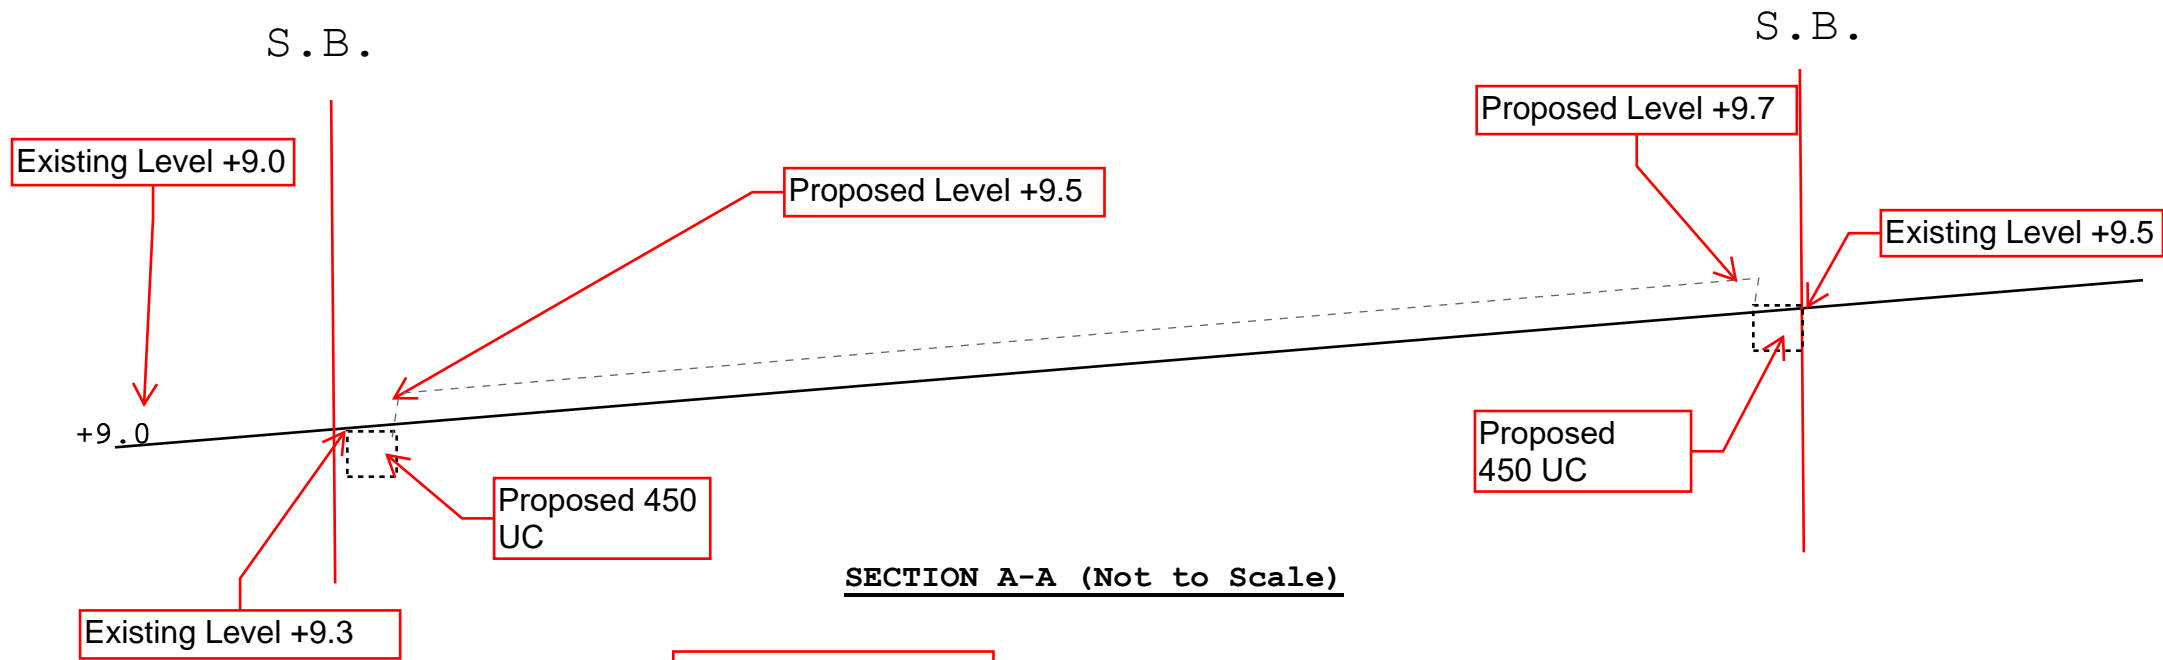 S.B.
S.B.
Proposed Level +9.7
Existing Level +9.0
Proposed Level +9.5
Existing Level +9.5
+9.0
Proposed
450 UC
Proposed 450
UC
SECTION A-A (Not to Scale)
Existing Level +9.3